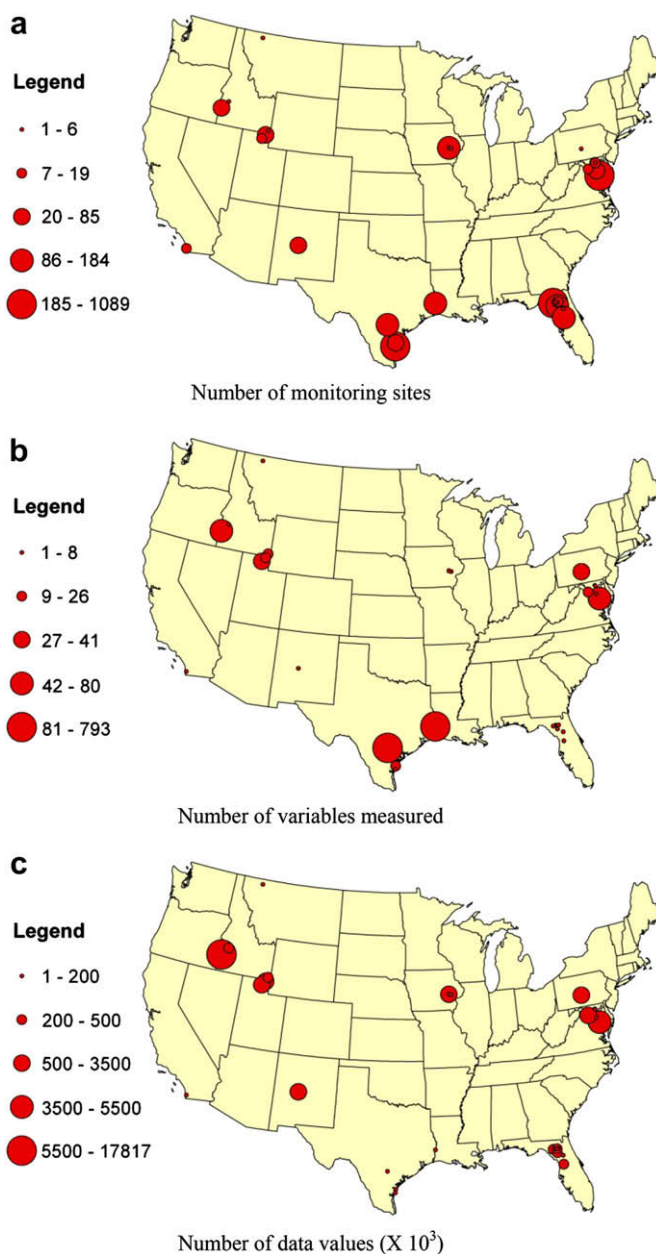 a
Legend
1 - 6
7 - 19
20 - 85
86 - 184
185 - 1089
Number of monitoring sites
b
Legend
1 - 8
9 - 26
27 - 41
42 - 80
81 - 793
Number of variables measured
c
Legend
1 - 200
200 - 500
500 - 3500
3500 - 5500
5500 - 17817
Number of data values (X 10³)